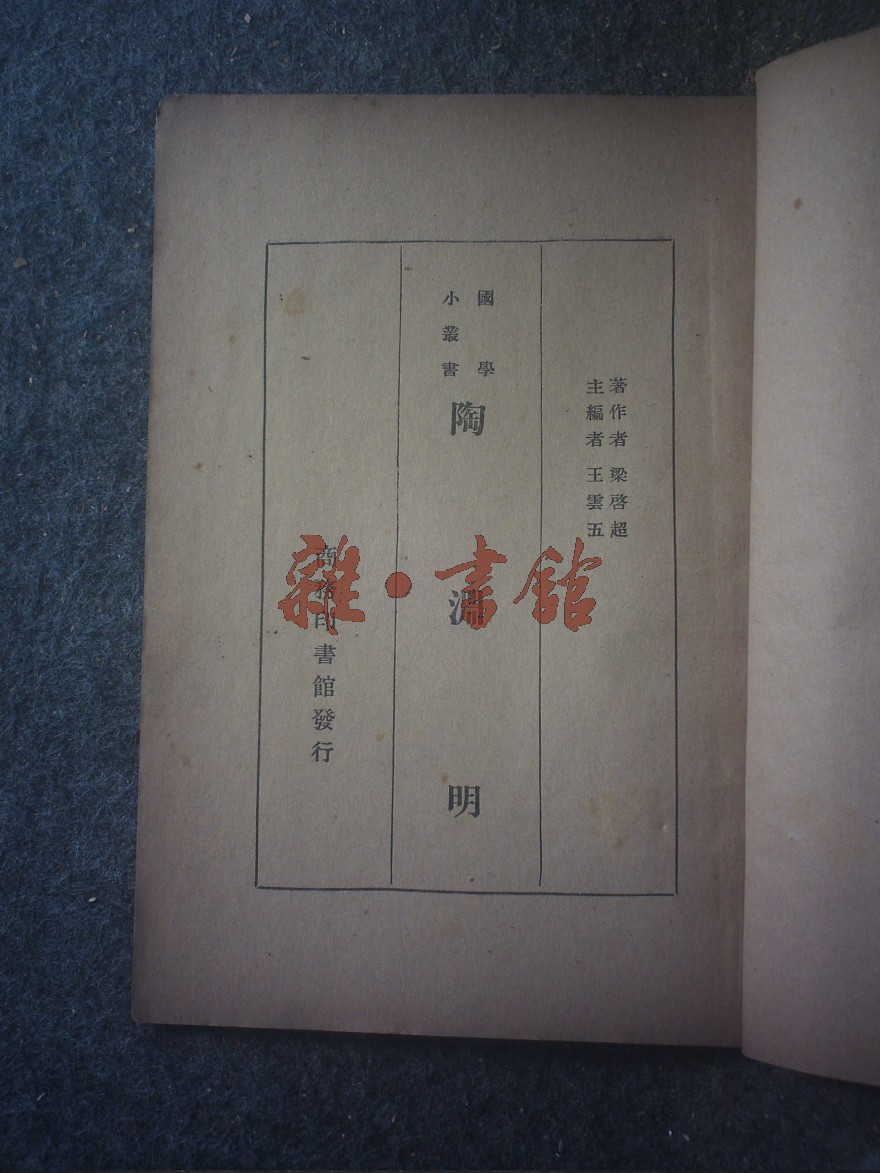 著作者 梁啓超
主編者 王雲五
國學
小叢書
陶淵明
商務印書館發行
雜·書館